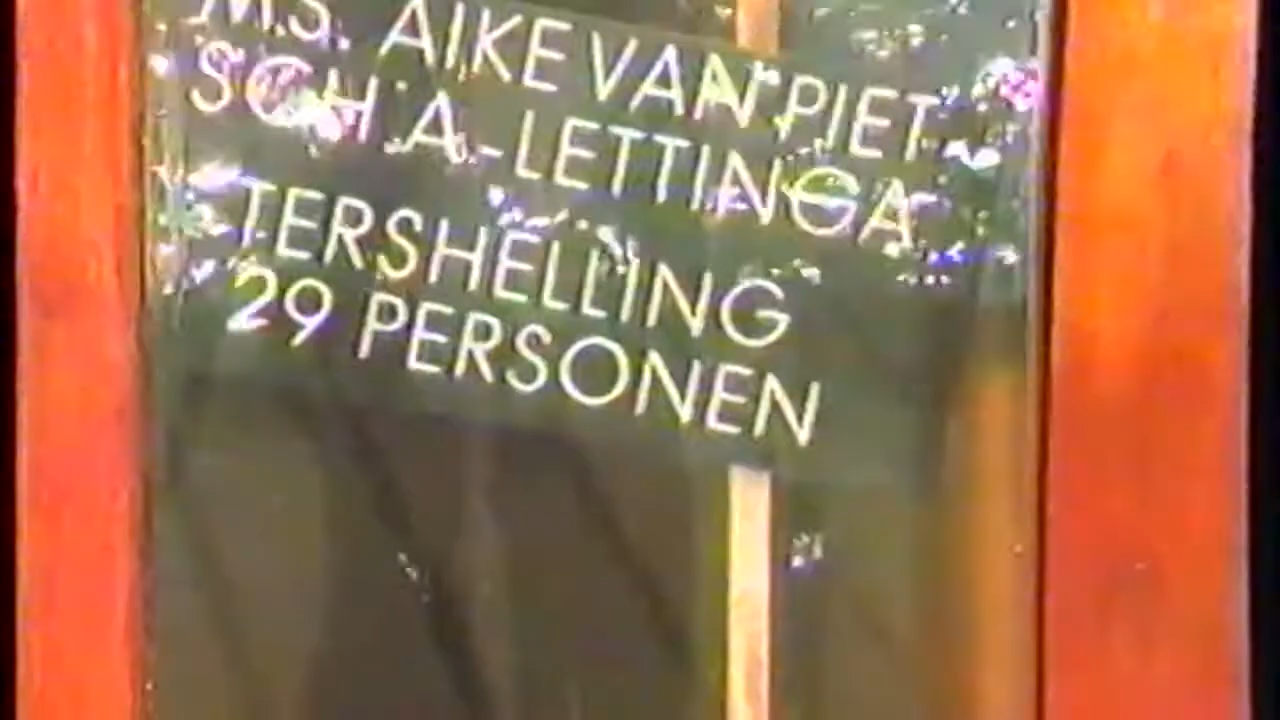 M.S. AIKE VAN PIET
SCH A. LETTINGA
TERSHELLING
29 PERSONEN